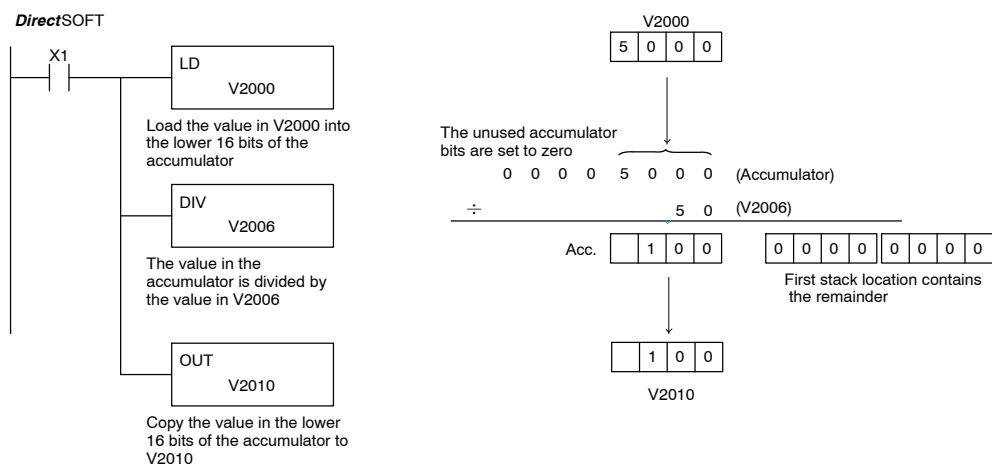 DirectSOFT
X1
LD
V2000
Load the value in V2000 into
the lower 16 bits of the
accumulator
DIV
V2006
The value in the
accumulator is divided by
the value in V2006
OUT
V2010
Copy the value in the lower
16 bits of the accumulator to
V2010
V2000
5 0 0 0
The unused accumulator
bits are set to zero
0 0 0 0 5 0 0 0 (Accumulator)
÷ 5 0 (V2006)
Acc. 1 0 0 0 0 0 0 0 0 0 0
First stack location contains
the remainder
1 0 0
V2010